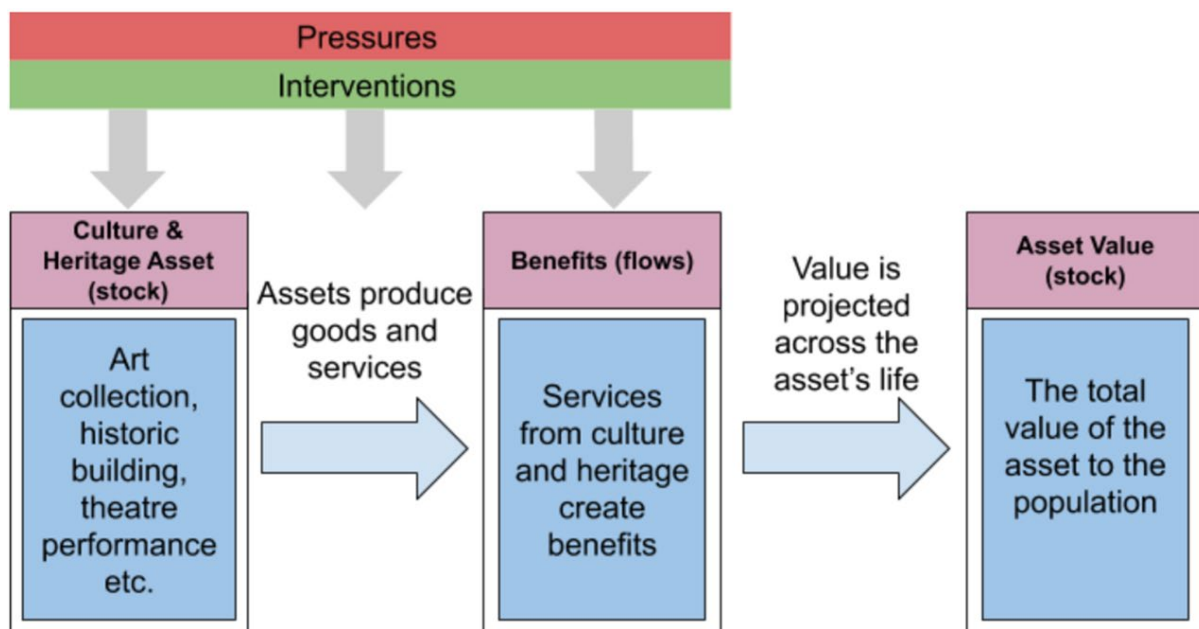 Pressures
Interventions
Culture &
Heritage Asset
(stock)
Art
collection,
historic
building,
theatre
performance
etc.
Assets produce
goods and
services
Benefits (flows)
Services
from culture
and heritage
create
benefits
Value is
projected
across the
asset's life
Asset Value
(stock)
The total
value of the
asset to the
population